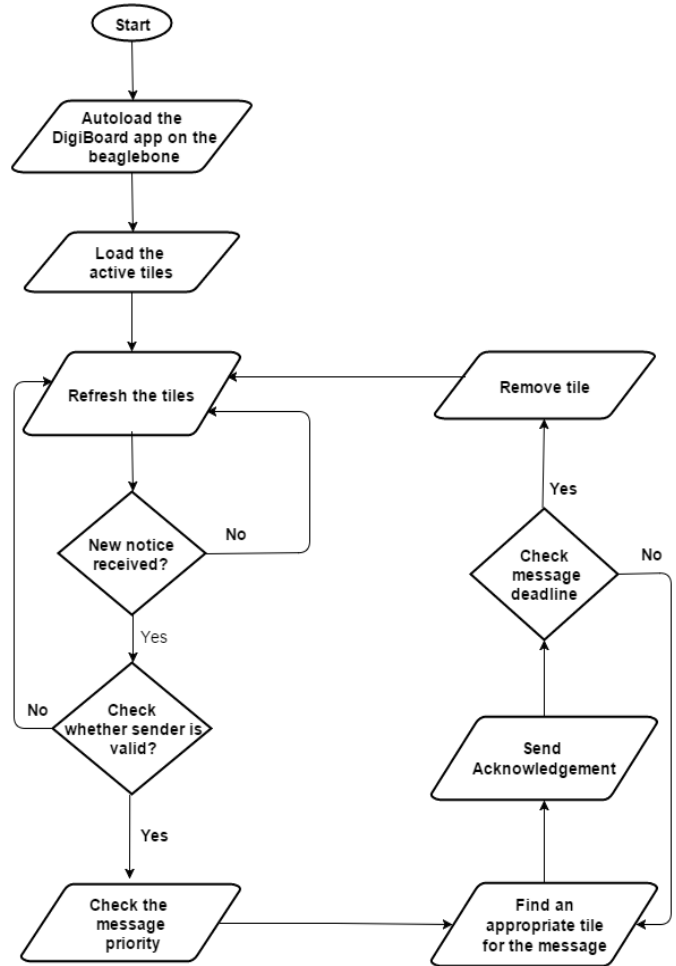 Start
Autoload the
DigiBoard app on the
beaglebone
Load the
active tiles
Refresh the tiles
New notice
received?
No
Yes
Check
whether sender is
valid?
No
Yes
Check the
message
priority
Find an
appropriate tile
for the message
Send
Acknowledgement
Check
message
deadline
No
Yes
Remove tile